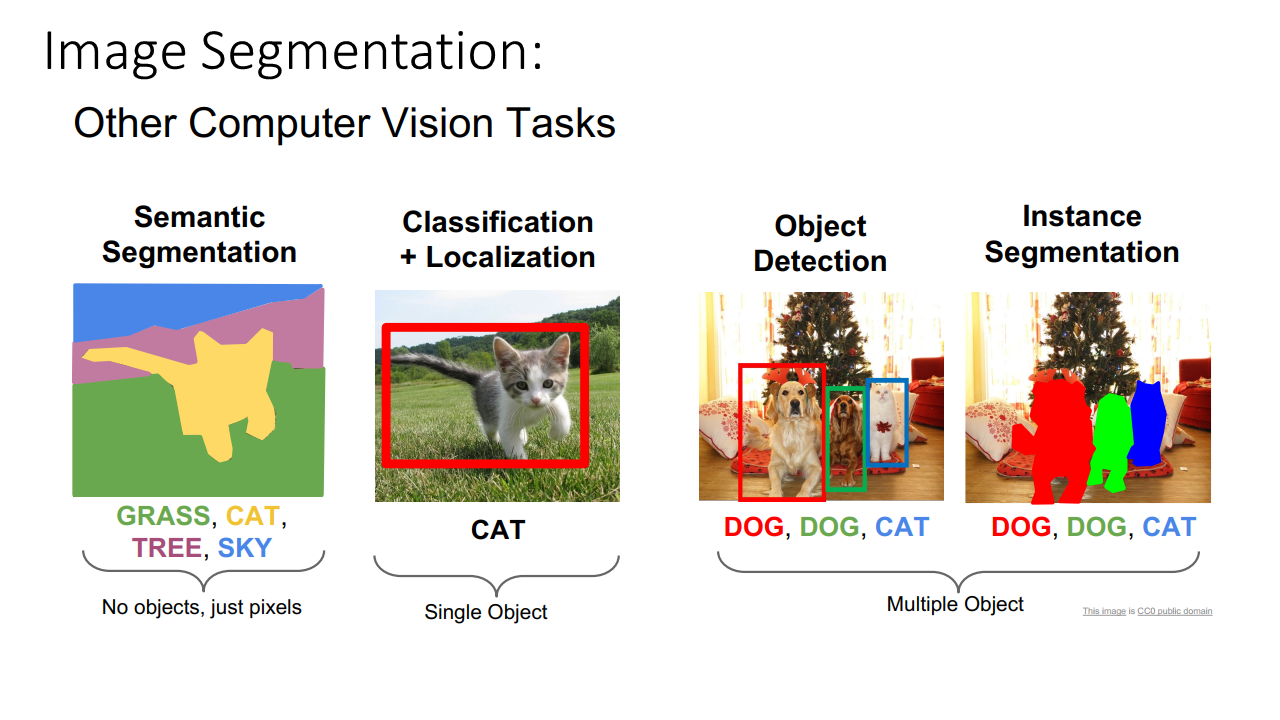 Image Segmentation:
Other Computer Vision Tasks
Semantic
Segmentation
GRASS, CAT,
TREE, SKY
No objects, just pixels
Classification
+ Localization
CAT
Single Object
Object
Detection
DOG, DOG, CAT
Instance
Segmentation
DOG, DOG, CAT
Multiple Object
This image is CC0 public domain